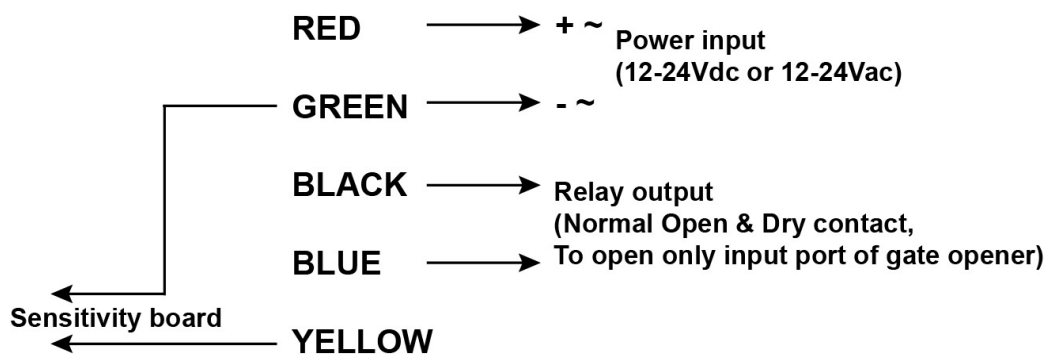 RED + ~
Power input
(12-24Vdc or 12-24Vac)
GREEN - ~
BLACK Relay output
(Normal Open & Dry contact,
To open only input port of gate opener)
BLUE
Sensitivity board
YELLOW